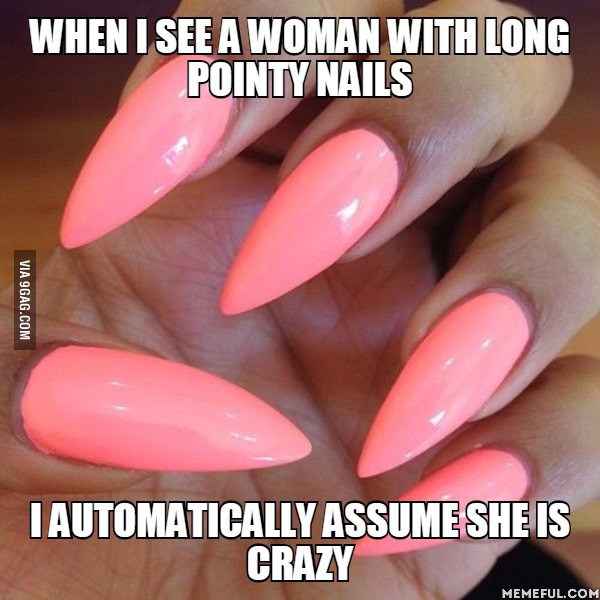 WHEN I SEE A WOMAN WITH LONG
POINTY NAILS
VIA 9GAG.COM
I AUTOMATICALLY ASSUME SHE IS
CRAZY
MEMEFUL.COM